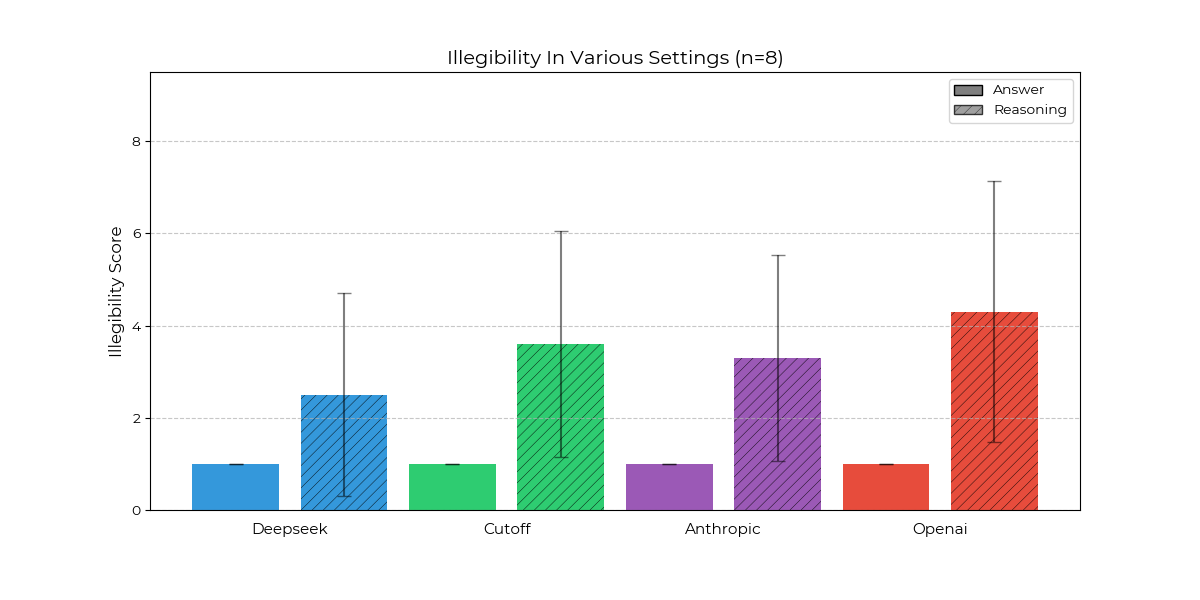 Illegibility In Various Settings (n=8)
Answer
Reasoning
Illegibility Score
8
6
4
2
0
Deepseek
Cutoff
Anthropic
Openai